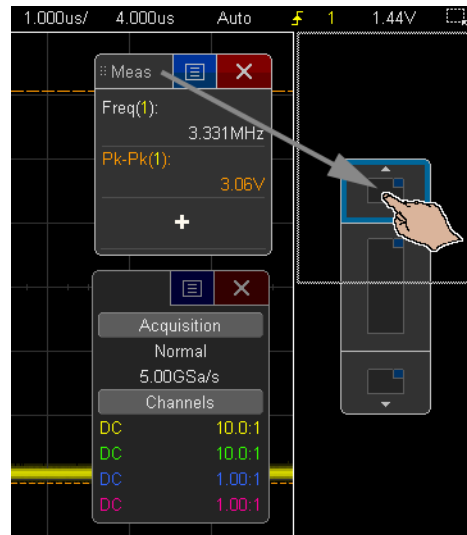 1.000us/ 4.000us Auto 1 1.44V
Meas
Freq(1):
3.331MHz
Pk-Pk(1):
3.06V
+
Acquisition
Normal
5.00GSa/s
Channels
DC 10.0:1
DC 10.0:1
DC 1.00:1
DC 1.00:1